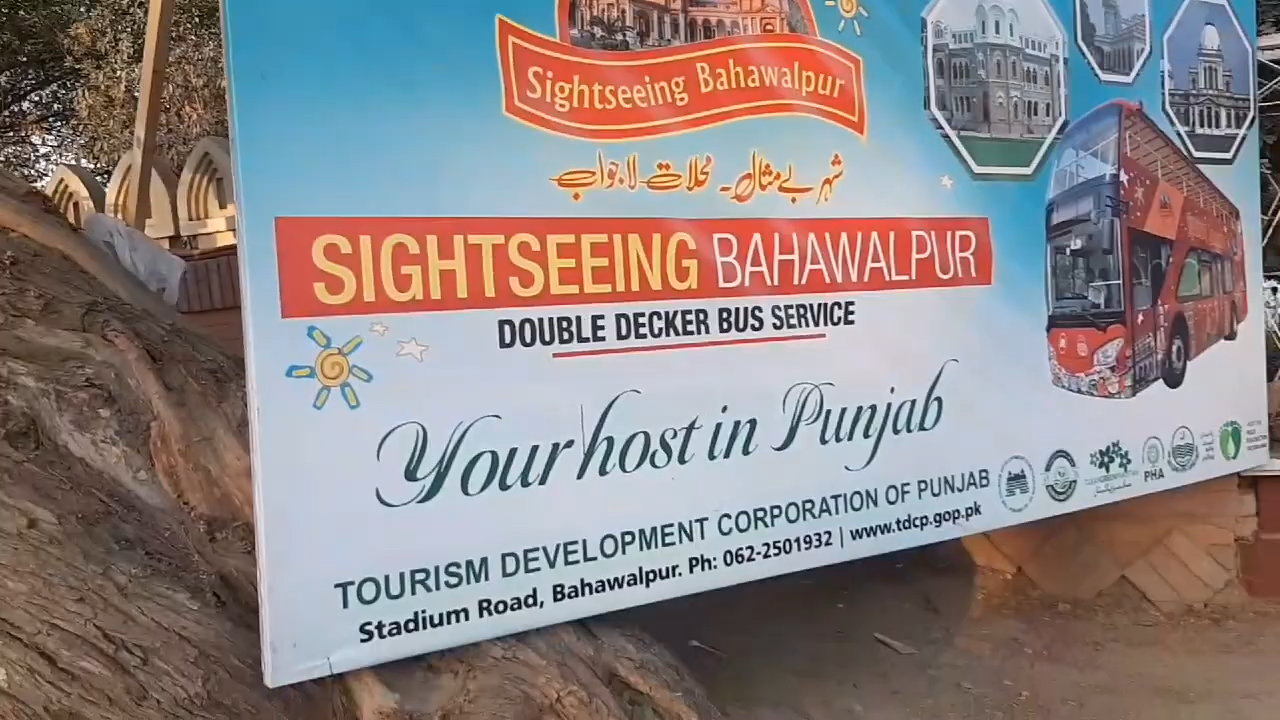 Sightseeing Bahawalpur
شہر بے مثال۔ محلات لاجواب
SIGHTSEEING BAHAWALPUR
DOUBLE DECKER BUS SERVICE
Your host in Punjab
TOURISM DEVELOPMENT CORPORATION OF PUNJAB
Stadium Road, Bahawalpur. Ph: 062-2501932 | www.tdcp.gop.pk
PHA